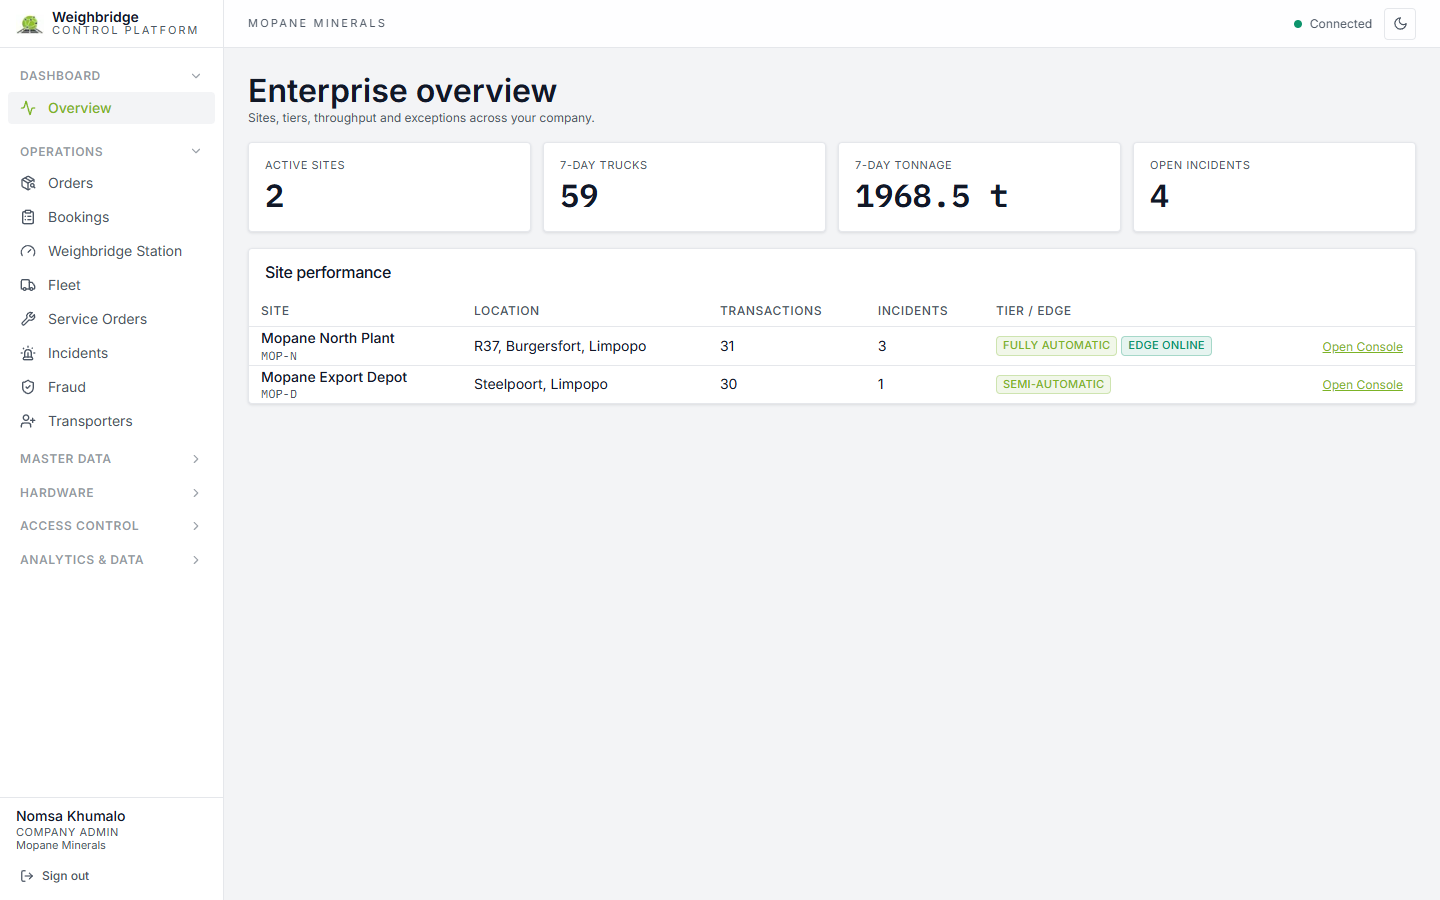 Weighbridge
CONTROL PLATFORM
MOPANE MINERALS
Connected
DASHBOARD
Overview
OPERATIONS
Orders
Bookings
Weighbridge Station
Fleet
Service Orders
Incidents
Fraud
Transporters
MASTER DATA
HARDWARE
ACCESS CONTROL
ANALYTICS & DATA
Nomsa Khumalo
COMPANY ADMIN
Mopane Minerals
Sign out
Enterprise overview
Sites, tiers, throughput and exceptions across your company.
ACTIVE SITES
2
7-DAY TRUCKS
59
7-DAY TONNAGE
1968.5 t
OPEN INCIDENTS
4
Site performance
SITE LOCATION TRANSACTIONS INCIDENTS TIER / EDGE
Mopane North Plant
MOP-N
R37, Burgersfort, Limpopo 31 3 FULLY AUTOMATIC EDGE ONLINE Open Console
Mopane Export Depot
MOP-D
Steelpoort, Limpopo 30 1 SEMI-AUTOMATIC Open Console